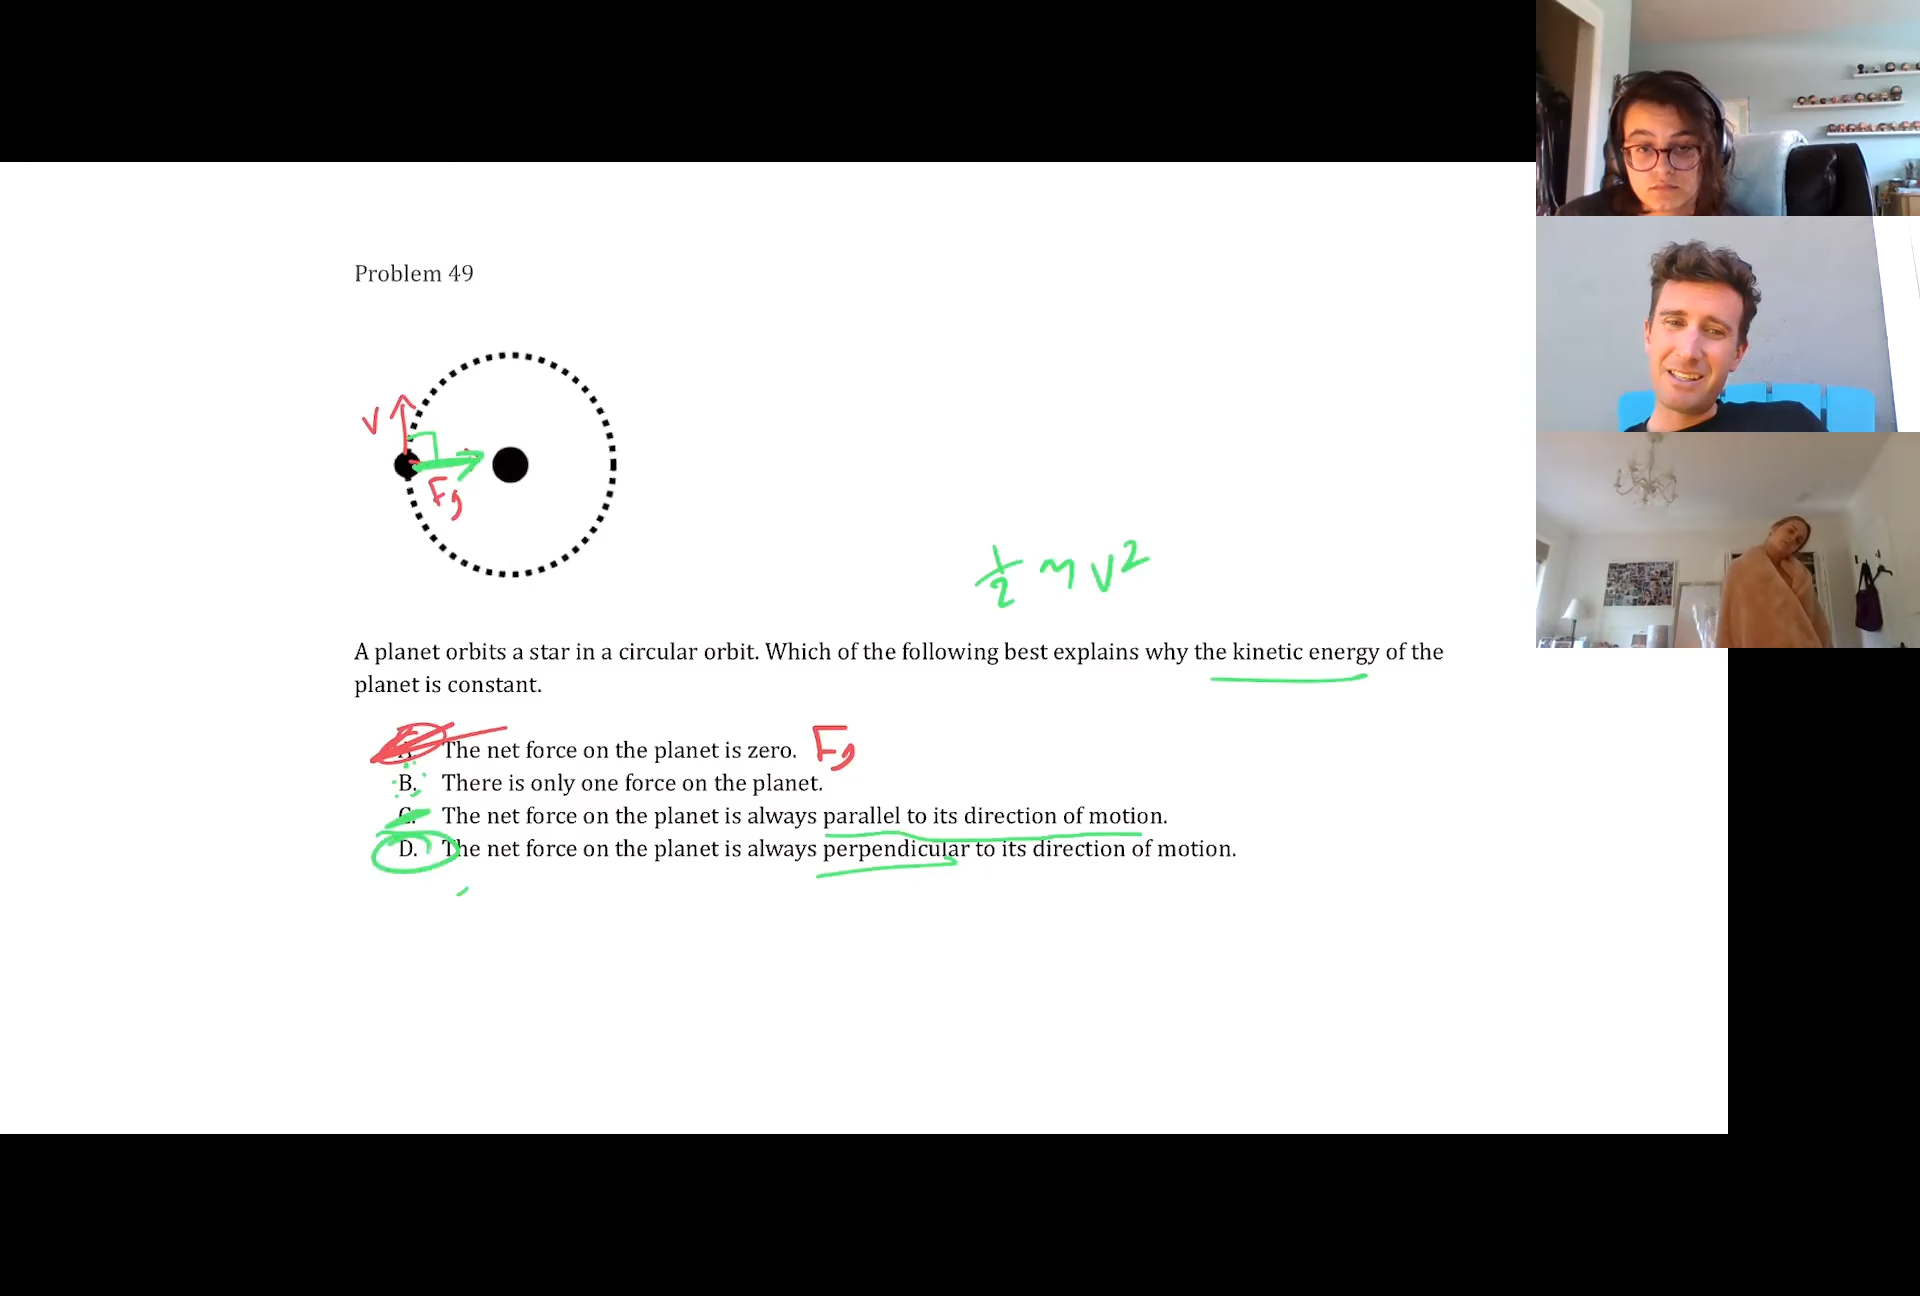 Problem 49
V
Fg
1/2 m v²
A planet orbits a star in a circular orbit. Which of the following best explains why the kinetic energy of the
planet is constant.
A. The net force on the planet is zero. Fg
B. There is only one force on the planet.
C. The net force on the planet is always parallel to its direction of motion.
D. The net force on the planet is always perpendicular to its direction of motion.